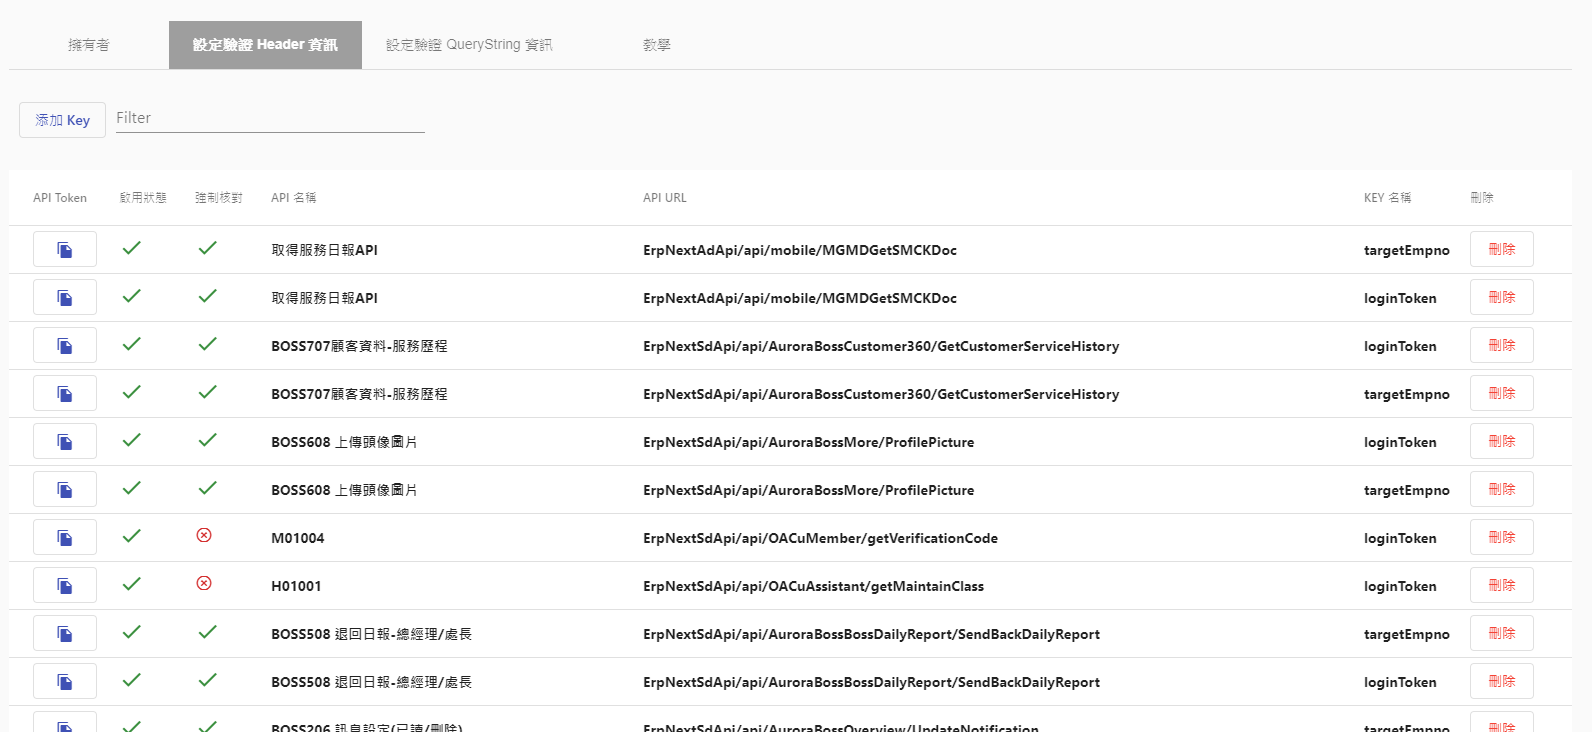 擁有者 設定驗證 Header 資訊 設定驗證 QueryString 資訊 教學
添加 Key Filter
API Token 啟用狀態 強制核對 API 名稱 API URL KEY 名稱 刪除
取得服務日報API ErpNextAdApi/api/mobile/MGMDGetSMCKDoc targetEmpno 刪除
取得服務日報API ErpNextAdApi/api/mobile/MGMDGetSMCKDoc loginToken 刪除
BOSS707顧客資料-服務歷程 ErpNextSdApi/api/AuroraBossCustomer360/GetCustomerServiceHistory loginToken 刪除
BOSS707顧客資料-服務歷程 ErpNextSdApi/api/AuroraBossCustomer360/GetCustomerServiceHistory targetEmpno 刪除
BOSS608 上傳頭像圖片 ErpNextSdApi/api/AuroraBossMore/ProfilePicture loginToken 刪除
BOSS608 上傳頭像圖片 ErpNextSdApi/api/AuroraBossMore/ProfilePicture targetEmpno 刪除
M01004 ErpNextSdApi/api/OACuMember/getVerificationCode loginToken 刪除
H01001 ErpNextSdApi/api/OACuAssistant/getMaintainClass loginToken 刪除
BOSS508 退回日報-總經理/處長 ErpNextSdApi/api/AuroraBossBossDailyReport/SendBackDailyReport targetEmpno 刪除
BOSS508 退回日報-總經理/處長 ErpNextSdApi/api/AuroraBossBossDailyReport/SendBackDailyReport loginToken 刪除
BOSS206 訊息設定(已讀/刪除) ErpNextSdApi/api/AuroraBossOverview/UpdateNotification targetEmpno 刪除